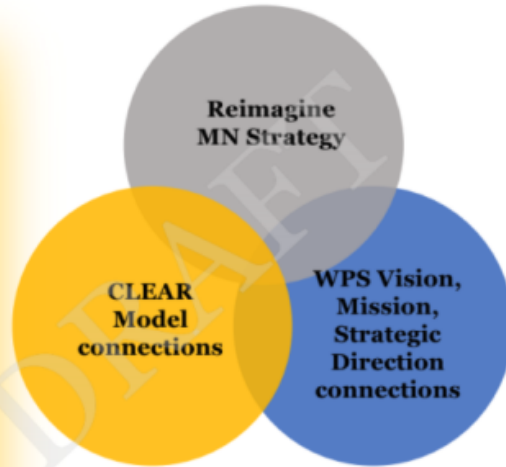 Reimagine
MN Strategy
CLEAR
Model
connections
WPS Vision,
Mission,
Strategic
Direction
connections
DRAFT